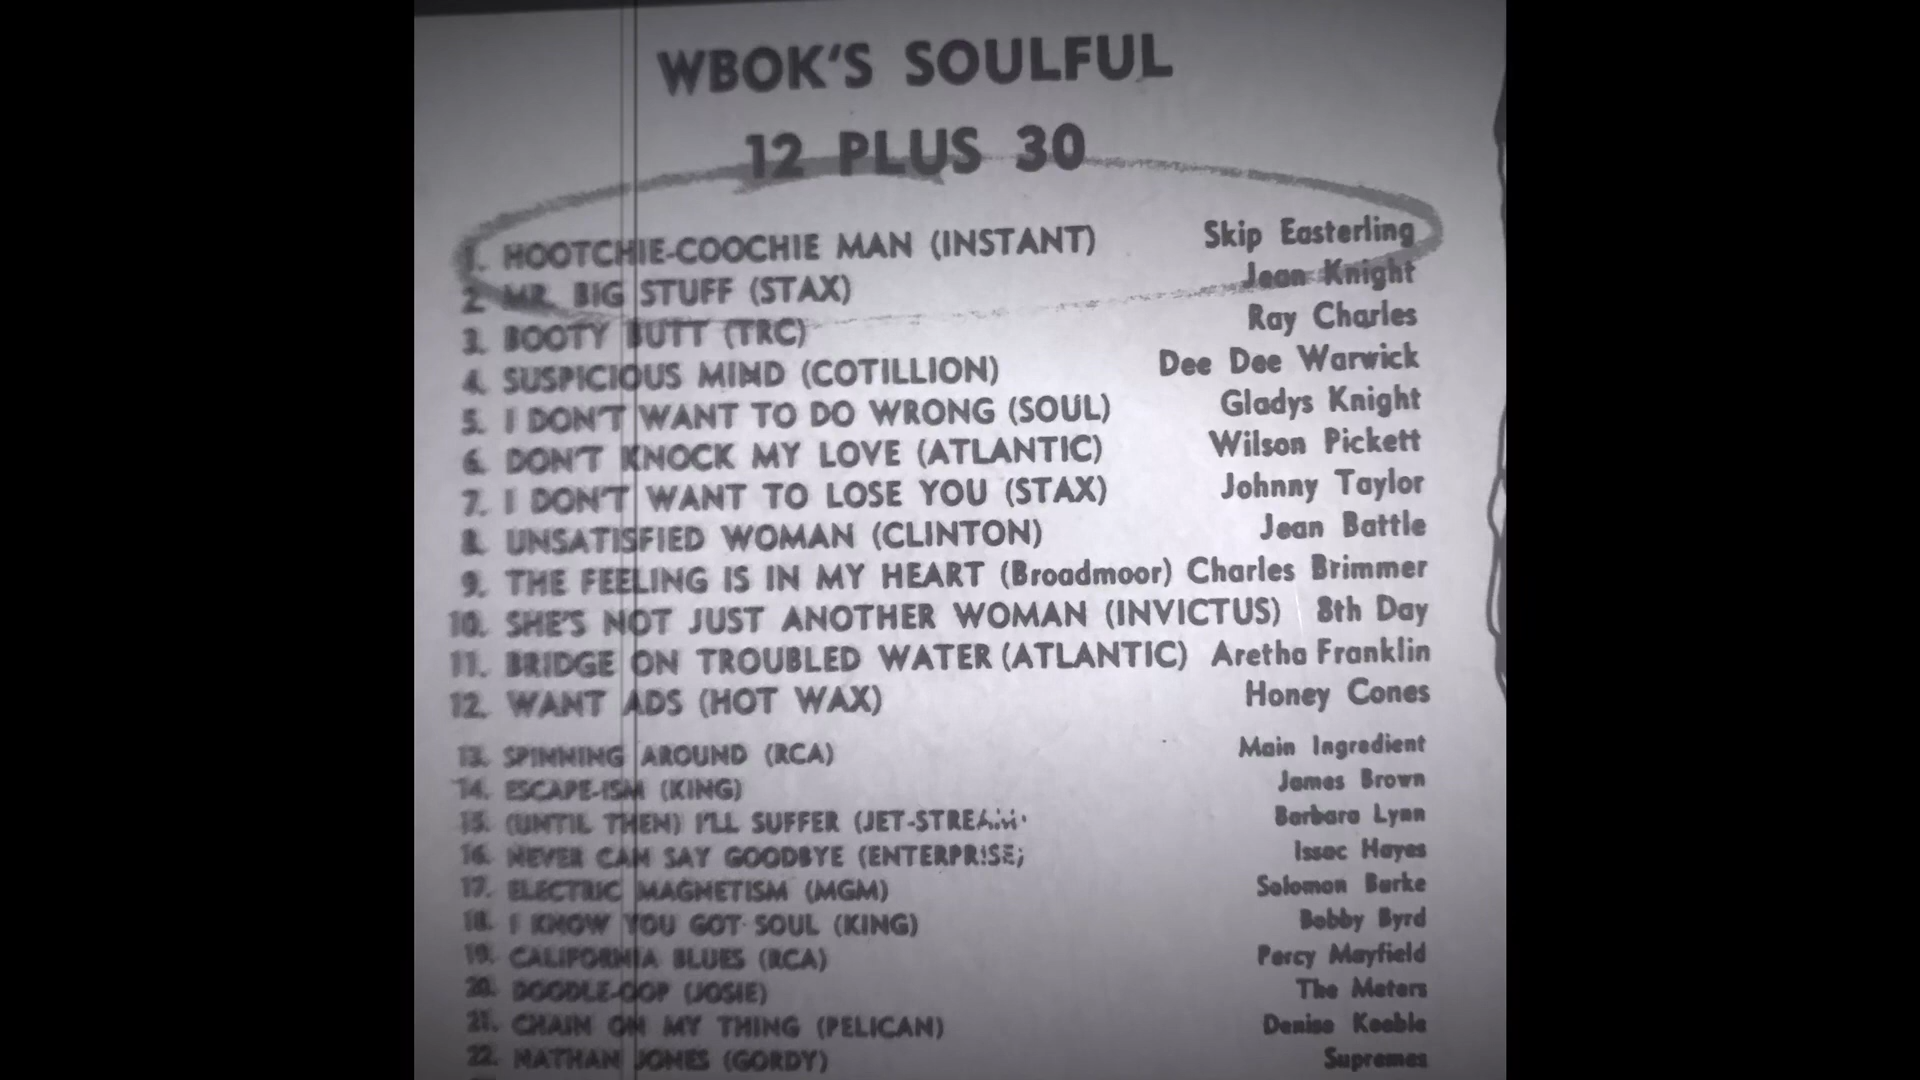 WBOK'S SOULFUL
12 PLUS 30
1. HOOTCHIE-COOCHIE MAN (INSTANT) Skip Easterling
2. MR. BIG STUFF (STAX) Jean Knight
3. BOOTY BUTT (TRC) Ray Charles
4. SUSPICIOUS MIND (COTILLION) Dee Dee Warwick
5. I DON'T WANT TO DO WRONG (SOUL) Gladys Knight
6. DON'T KNOCK MY LOVE (ATLANTIC) Wilson Pickett
7. I DON'T WANT TO LOSE YOU (STAX) Johnny Taylor
8. UNSATISFIED WOMAN (CLINTON) Jean Battle
9. THE FEELING IS IN MY HEART (Broadmoor) Charles Brimmer
10. SHE'S NOT JUST ANOTHER WOMAN (INVICTUS) 8th Day
11. BRIDGE ON TROUBLED WATER (ATLANTIC) Aretha Franklin
12. WANT ADS (HOT WAX) Honey Cones
13. SPINNING AROUND (RCA) Main Ingredient
14. ESCAPE-ISM (KING) James Brown
15. (UNTIL THEN) I'LL SUFFER (JET-STREAM) Barbara Lynn
16. NEVER CAN SAY GOODBYE (ENTERPRISE) Issac Hayes
17. ELECTRIC MAGNETISM (MGM) Solomon Burke
18. I KNOW YOU GOT SOUL (KING) Bobby Byrd
19. CALIFORNIA BLUES (RCA) Percy Mayfield
20. DOODLE-OOP (JOSIE) The Meters
21. CHAIN ON MY THING (PELICAN) Denise Keeble
22. NATHAN JONES (GORDY) Supremes